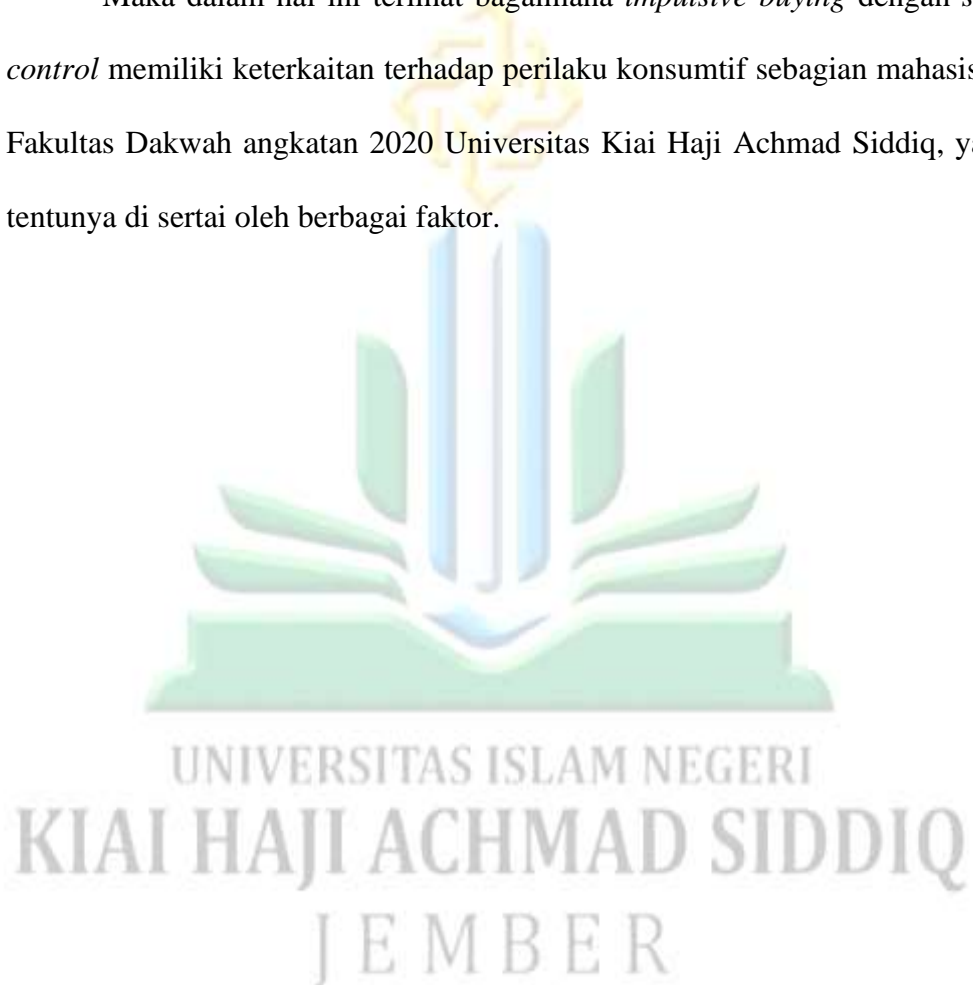 Maka dalam hal ini terlihat bagaimana impulsive buying dengan s
control memiliki keterkaitan terhadap perilaku konsumtif sebagian mahasis
Fakultas Dakwah angkatan 2020 Universitas Kiai Haji Achmad Siddiq, ya
tentunya di sertai oleh berbagai faktor.
UNIVERSITAS ISLAM NEGERI
KIAI HAJI ACHMAD SIDDIQ
JEMBER